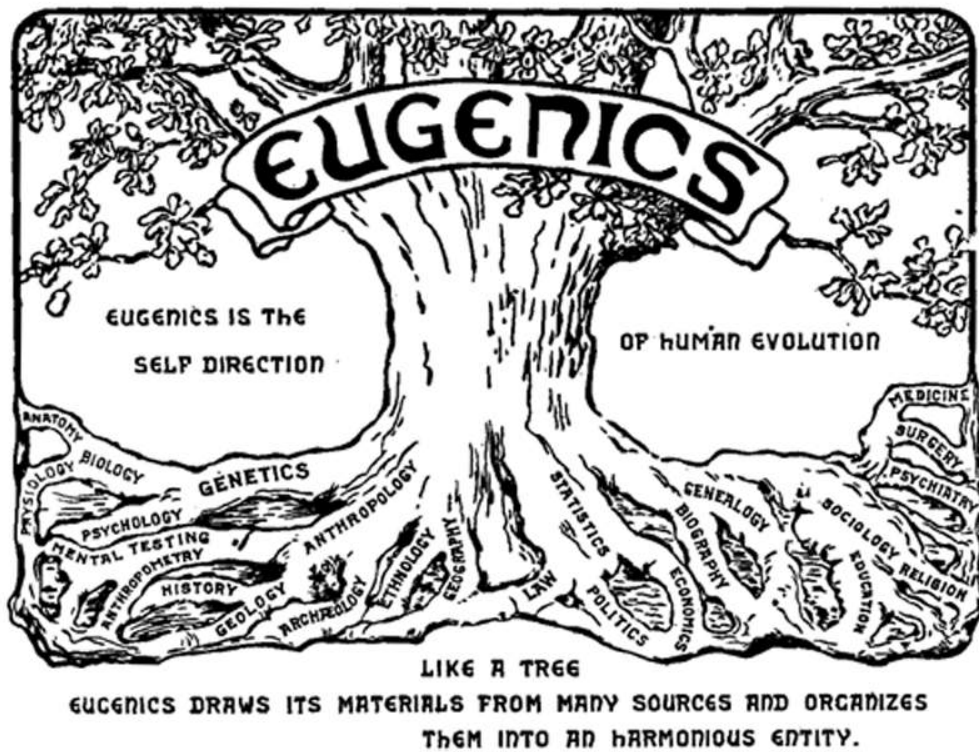 EUGENICS
EUGENICS IS THE
SELF DIRECTION
OF HUMAN EVOLUTION
ANATOMY
PHYSIOLOGY
BIOLOGY
GENETICS
PSYCHOLOGY
MENTAL TESTING
ANTHROPOMETRY
HISTORY
GEOLOGY
ANTHROPOLOGY
ARCHÆOLOGY
ETHNOLOGY
GEOGRAPHY
LAW
STATISTICS
POLITICS
ECONOMICS
BIOGRAPHY
GENEALOGY
EDUCATION
SOCIOLOGY
RELIGION
PSYCHIATRY
SURGERY
MEDICINE
LIKE A TREE
EUGENICS DRAWS ITS MATERIALS FROM MANY SOURCES AND ORGANIZES
THEM INTO AN HARMONIOUS ENTITY.